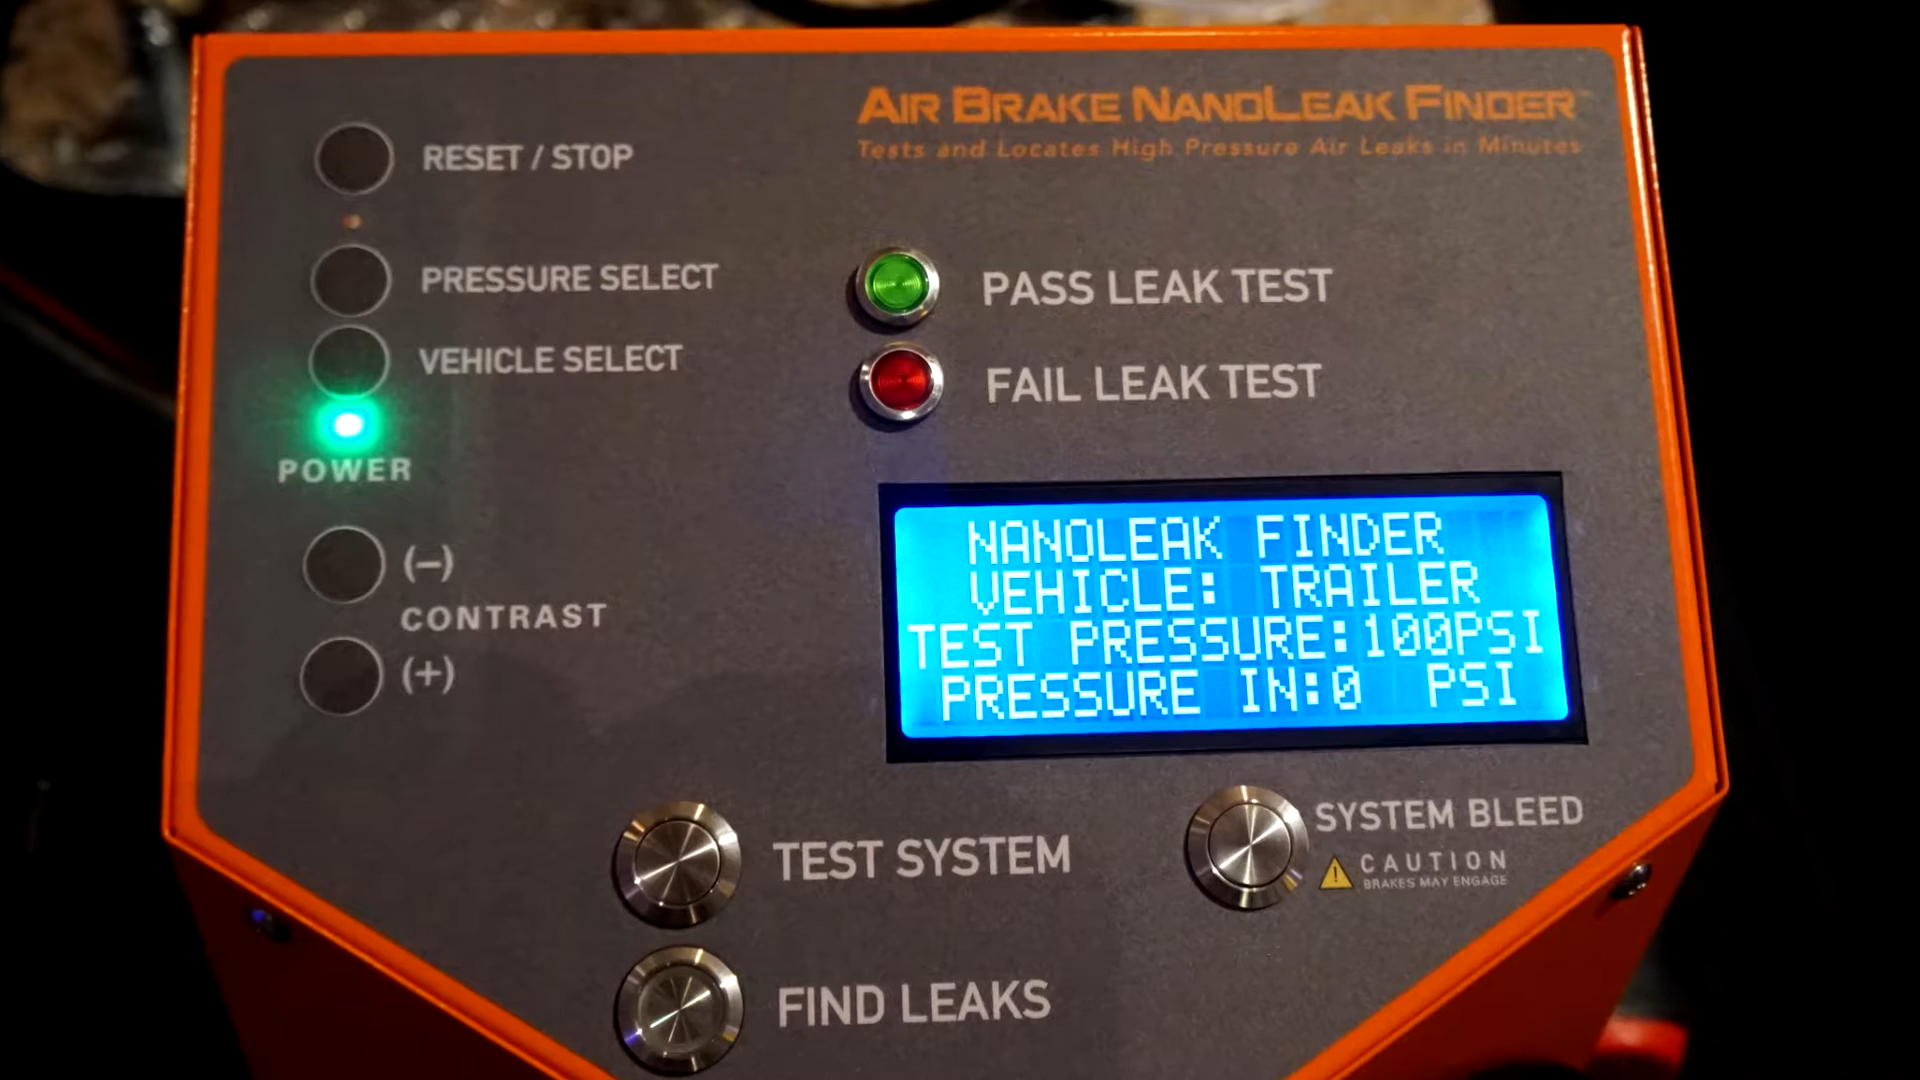 AIR BRAKE NANOLEAK FINDER™
Tests and Locates High Pressure Air Leaks in Minutes
RESET / STOP
PRESSURE SELECT
VEHICLE SELECT
POWER
(−)
CONTRAST
(+)
PASS LEAK TEST
FAIL LEAK TEST
NANOLEAK FINDER
VEHICLE: TRAILER
TEST PRESSURE:100PSI
PRESSURE IN:0 PSI
TEST SYSTEM
FIND LEAKS
SYSTEM BLEED
CAUTION
BRAKES MAY ENGAGE